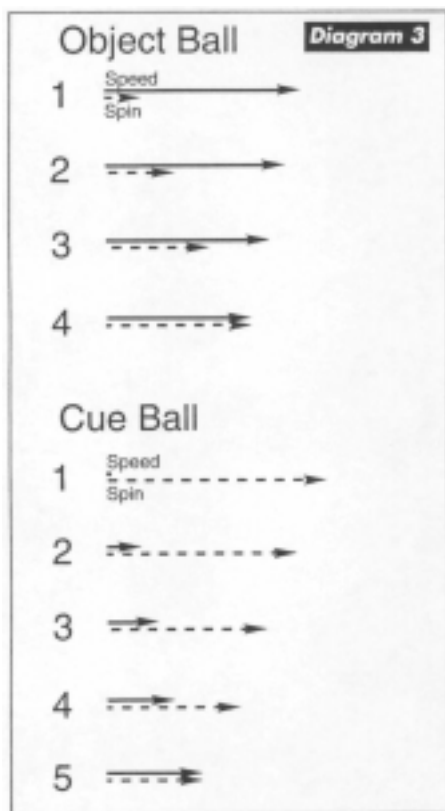 Object Ball
Diagram 3
1 Speed
Spin
2
3
4
Cue Ball
1 Speed
Spin
2
3
4
5